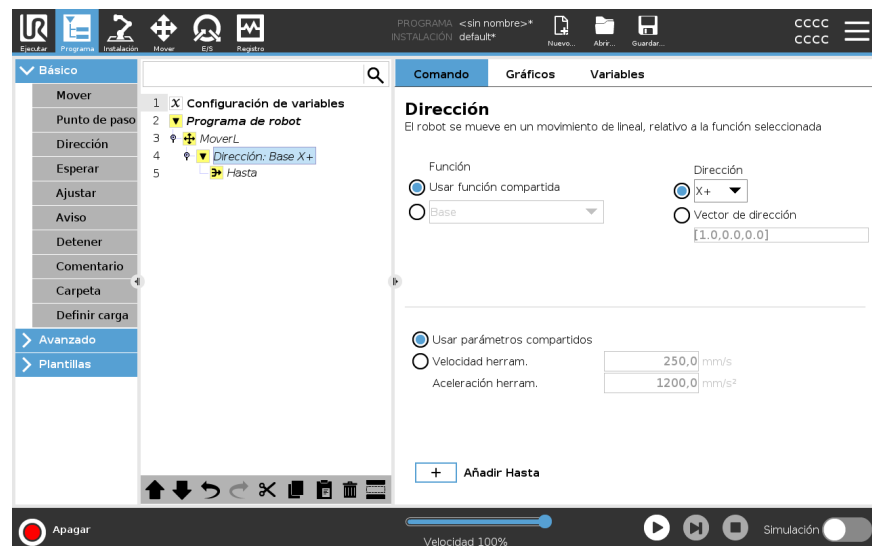 UR
Ejecutar
Programa
Instalación
Mover
E/S
Registro
PROGRAMA <sin nombre>*
INSTALACIÓN default*
Nuevo...
Abrir...
Guardar...
CCCC
CCCC
Básico
Mover
Punto de paso
Dirección
Esperar
Ajustar
Aviso
Detener
Comentario
Carpeta
Definir carga
Avanzado
Plantillas
1 X Configuración de variables
2 Programa de robot
3 MoverL
4 Dirección: Base X+
5 Hasta
Comando Gráficos Variables
Dirección
El robot se mueve en un movimiento de lineal, relativo a la función seleccionada
Función
Usar función compartida
Base
Dirección
X+
Vector de dirección
[1.0,0.0,0.0]
Usar parámetros compartidos
Velocidad herram. 250,0 mm/s
Aceleración herram. 1200,0 mm/s²
+ Añadir Hasta
Apagar
Velocidad 100%
Simulación